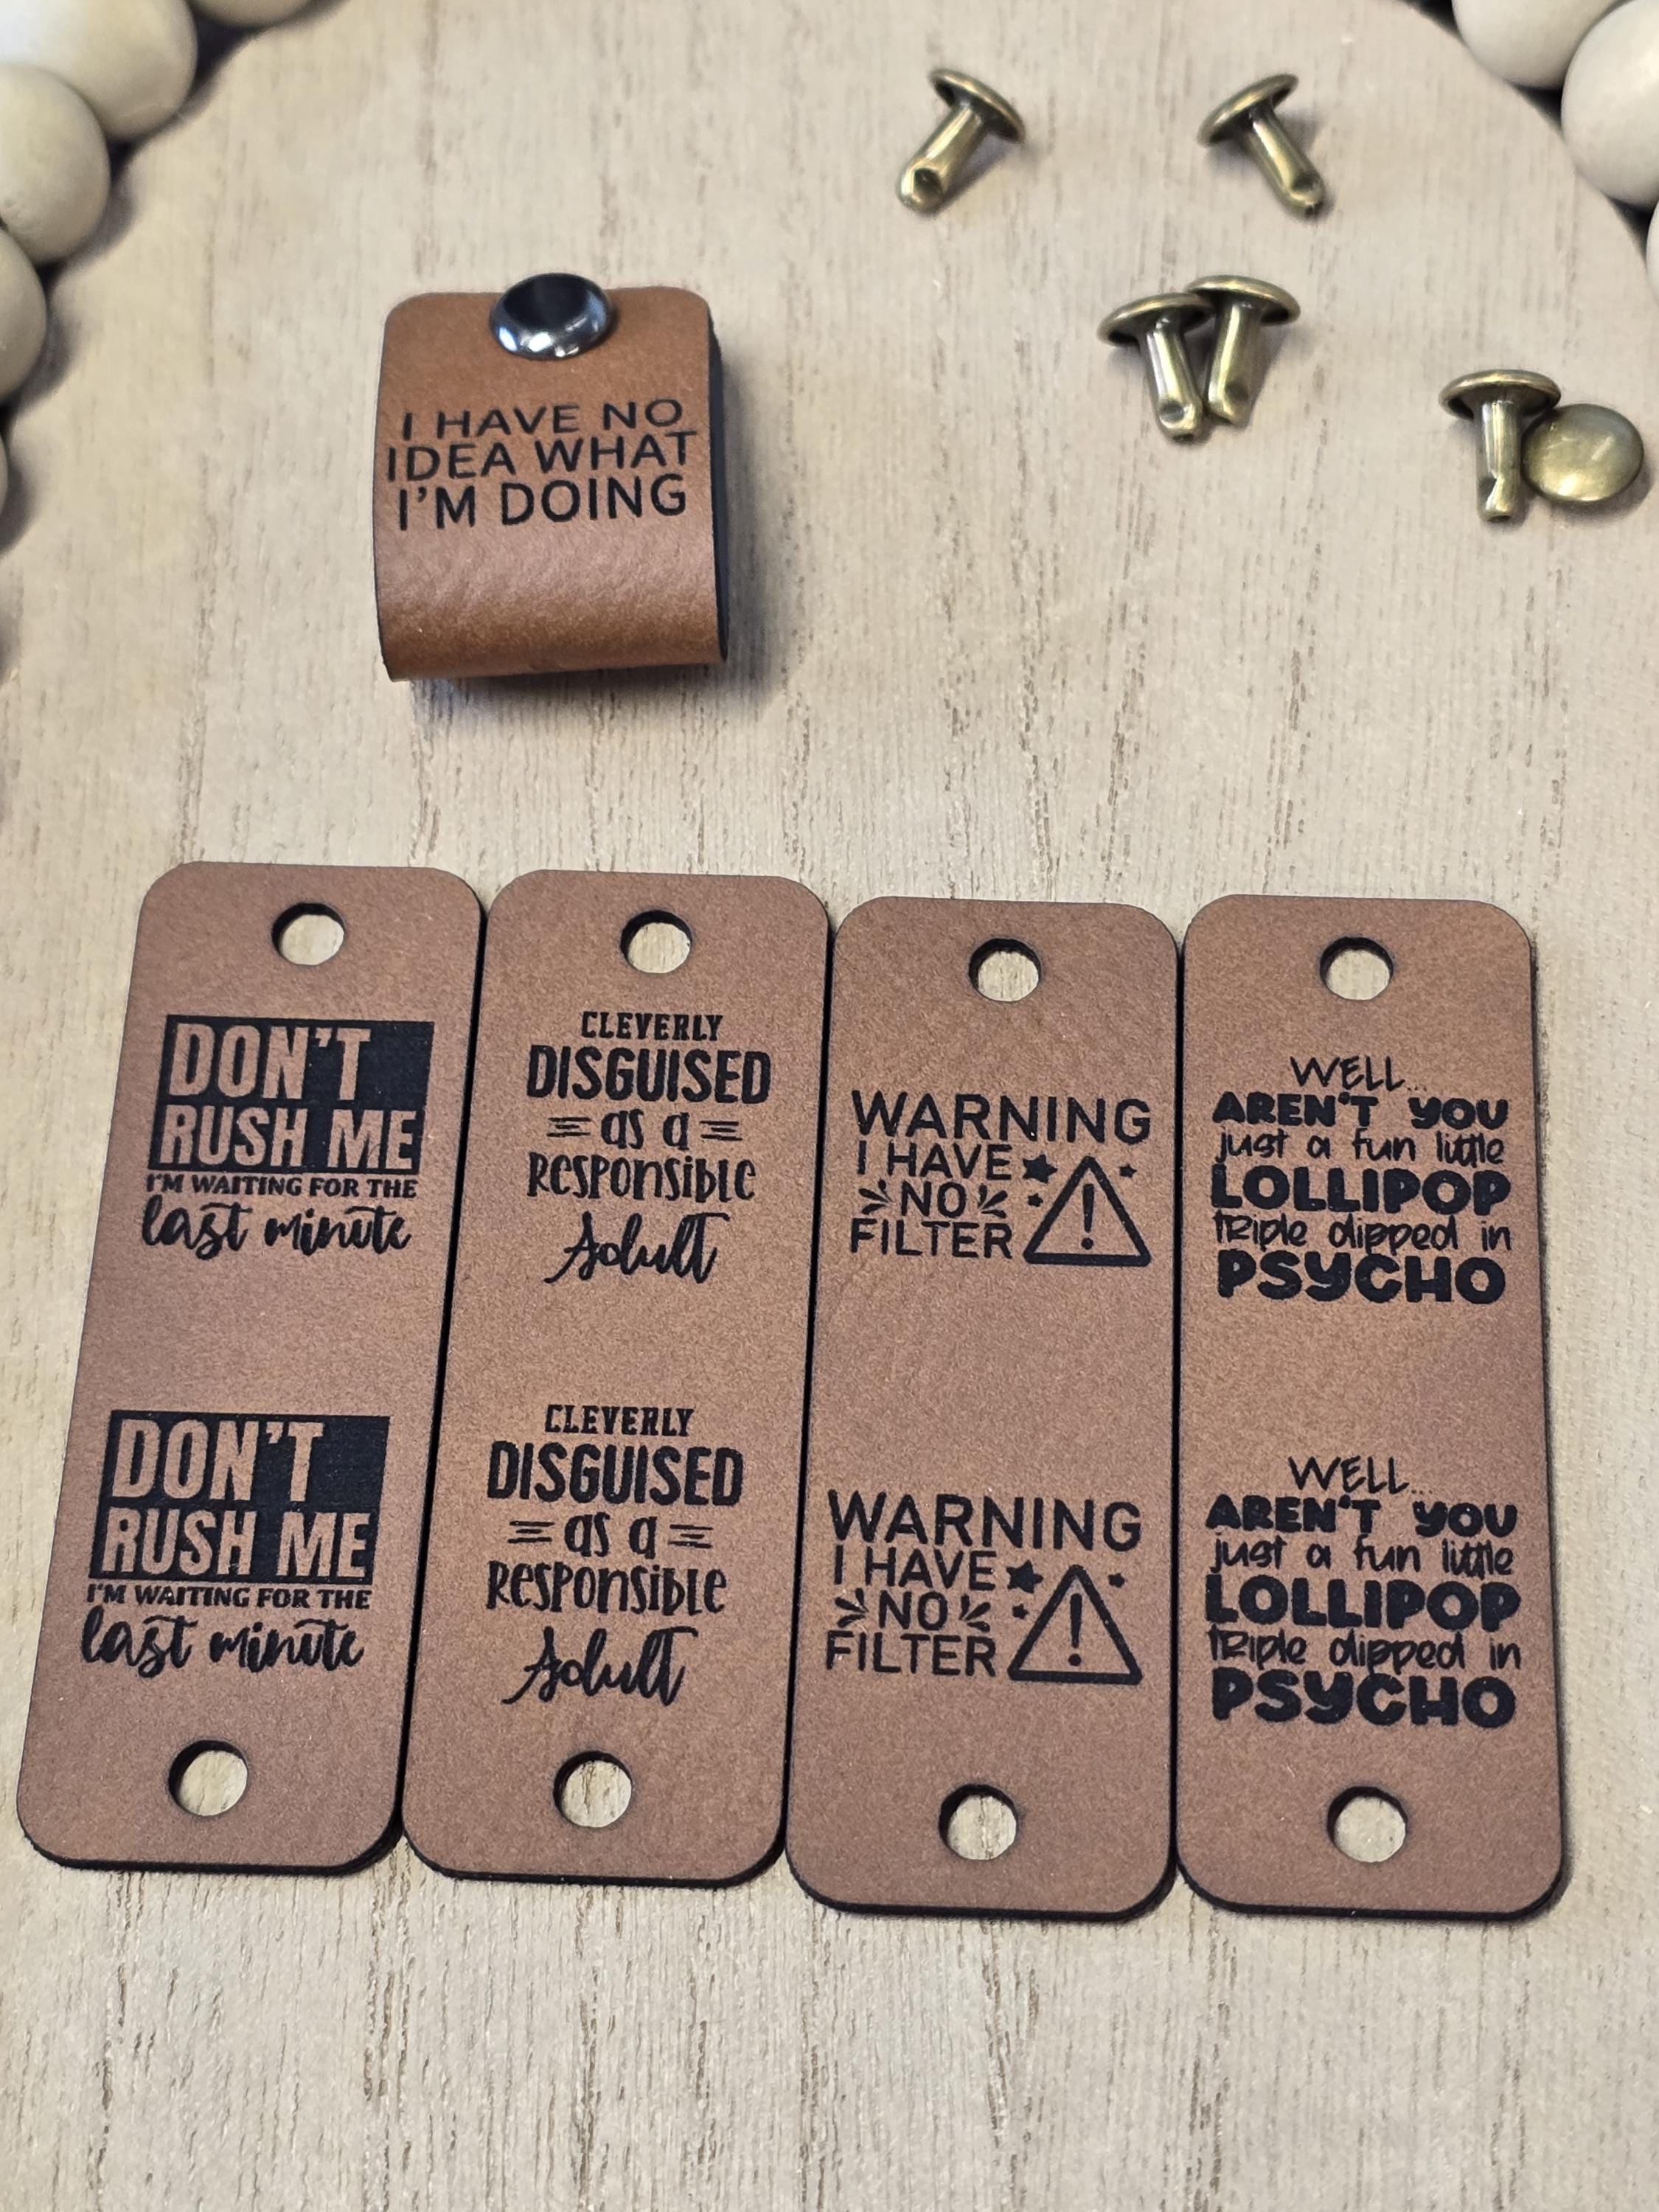 I HAVE NO
IDEA WHAT
I'M DOING
DON'T
RUSH ME
I'M WAITING FOR THE
last minute
DON'T
RUSH ME
I'M WAITING FOR THE
last minute
CLEVERLY
DISGUISED
as a
Responsible
Adult
CLEVERLY
DISGUISED
as a
Responsible
Adult
WARNING
I HAVE
NO
FILTER
WARNING
I HAVE
NO
FILTER
WELL...
AREN'T YOU
just a fun little
LOLLIPOP
triple dipped in
PSYCHO
WELL...
AREN'T YOU
just a fun little
LOLLIPOP
triple dipped in
PSYCHO